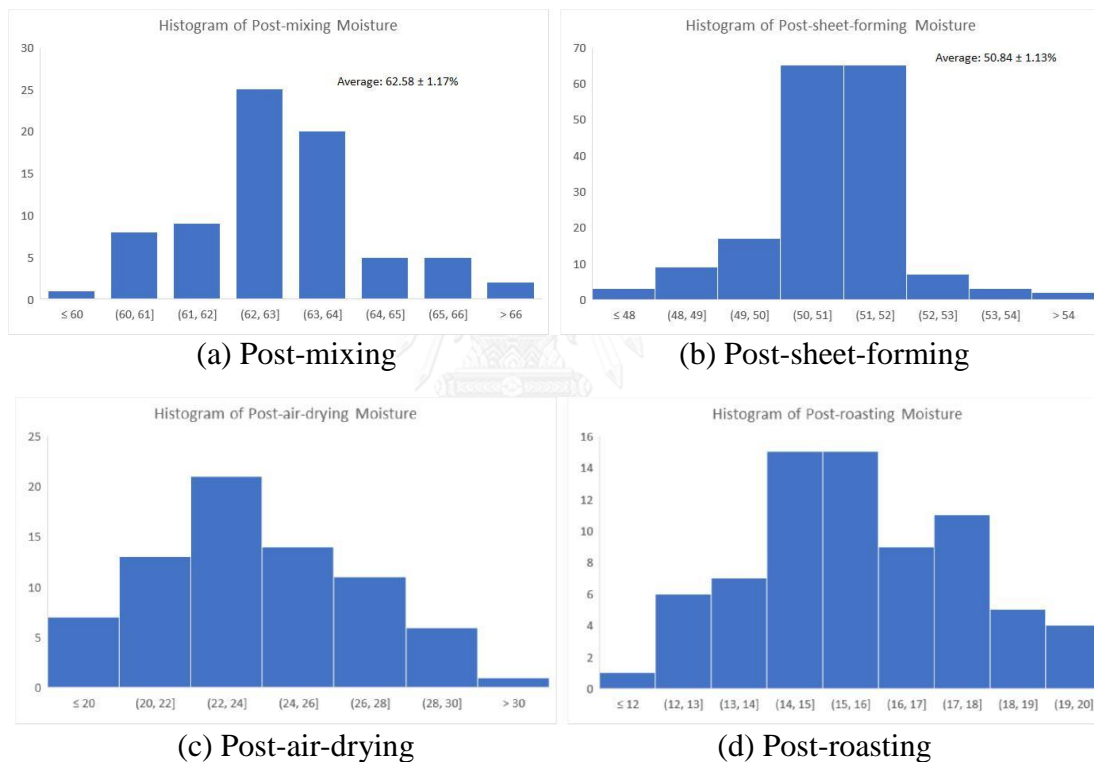 Histogram of Post-mixing Moisture
Average: 62.58 ± 1.17%
30
25
20
15
10
5
0
≤ 60 (60, 61] (61, 62] (62, 63] (63, 64] (64, 65] (65, 66] > 66
(a) Post-mixing
Histogram of Post-sheet-forming Moisture
Average: 50.84 ± 1.13%
70
60
50
40
30
20
10
0
≤ 48 (48, 49] (49, 50] (50, 51] (51, 52] (52, 53] (53, 54] > 54
(b) Post-sheet-forming
Histogram of Post-air-drying Moisture
25
20
15
10
5
0
≤ 20 (20, 22] (22, 24] (24, 26] (26, 28] (28, 30] > 30
(c) Post-air-drying
Histogram of Post-roasting Moisture
16
14
12
10
8
6
4
2
0
≤ 12 (12, 13] (13, 14] (14, 15] (15, 16] (16, 17] (17, 18] (18, 19] (19, 20]
(d) Post-roasting